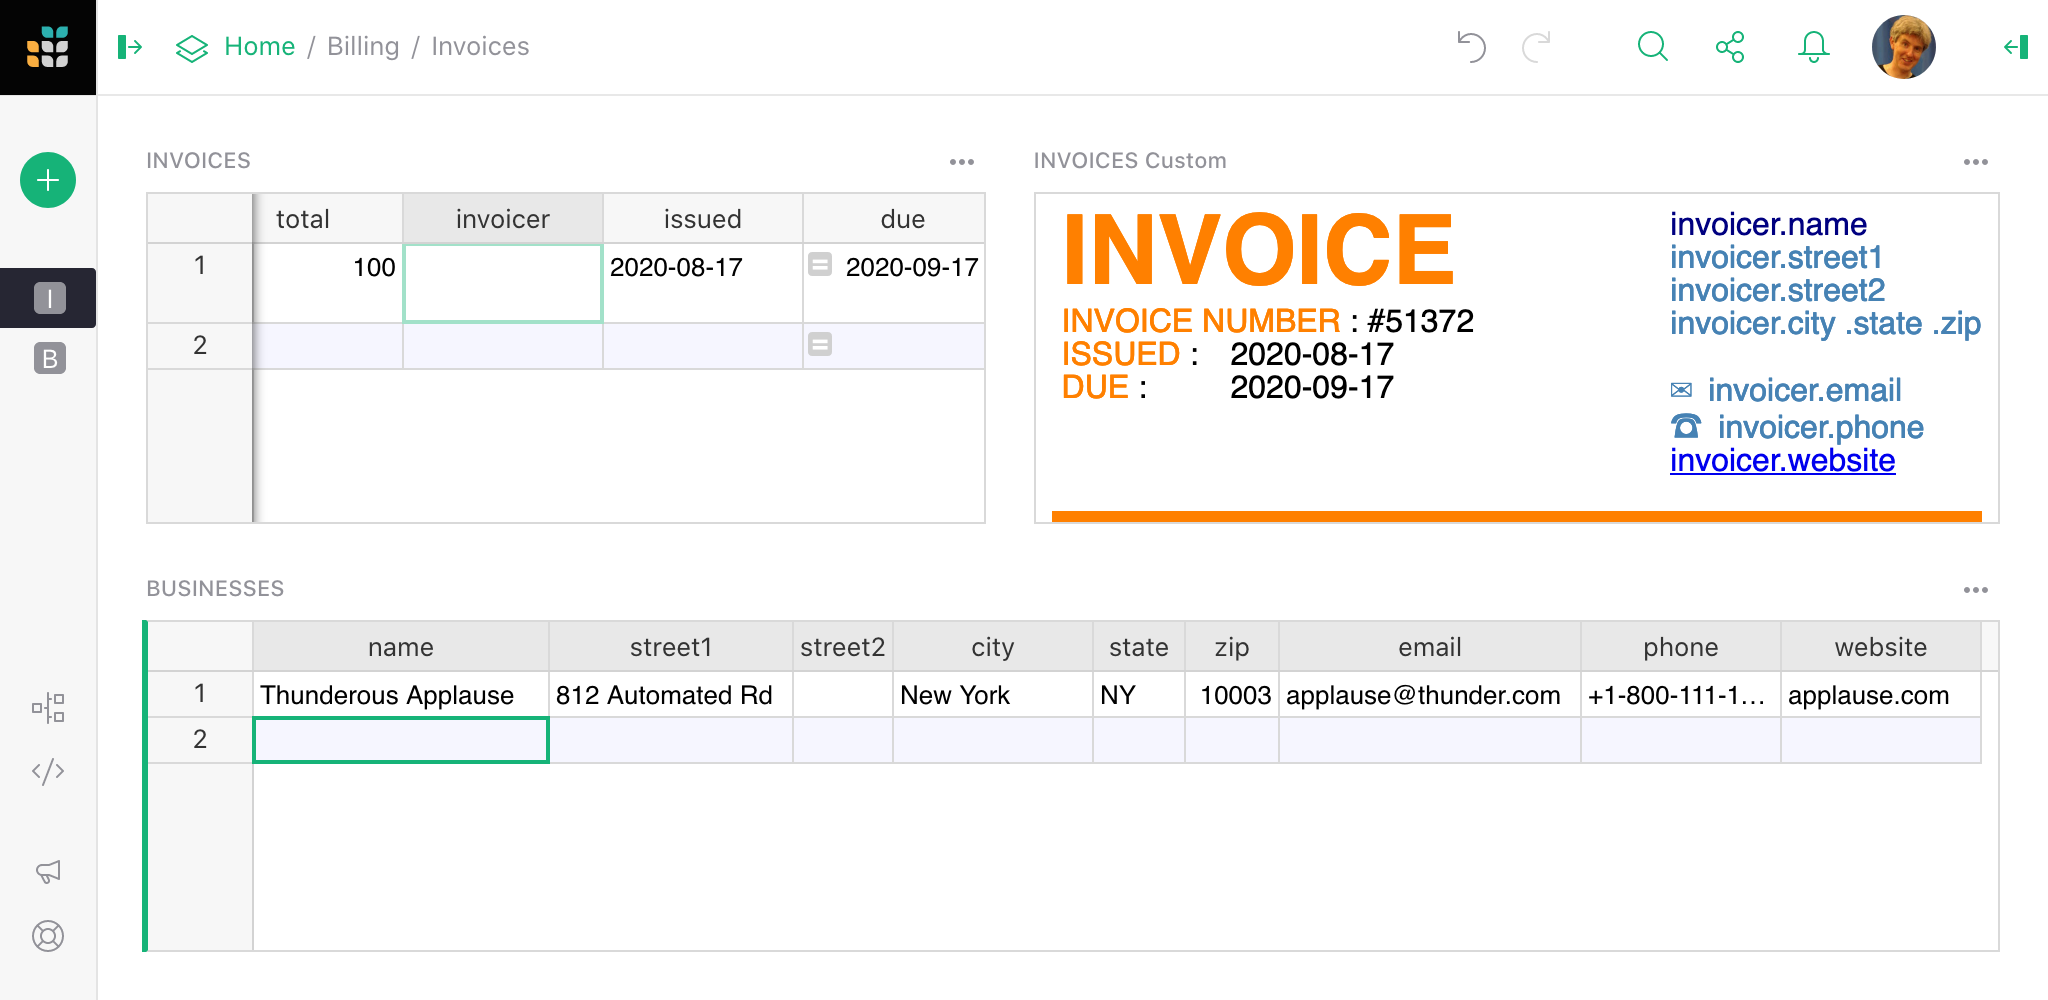 Home / Billing / Invoices
I
B
INVOICES
total invoicer issued due
1 100 2020-08-17 = 2020-09-17
2 =
INVOICES Custom
INVOICE
INVOICE NUMBER : #51372
ISSUED : 2020-08-17
DUE : 2020-09-17
invoicer.name
invoicer.street1
invoicer.street2
invoicer.city .state .zip
✉ invoicer.email
☎ invoicer.phone
invoicer.website
BUSINESSES
name street1 street2 city state zip email phone website
1 Thunderous Applause 812 Automated Rd New York NY 10003 applause@thunder.com +1-800-111-1... applause.com
2